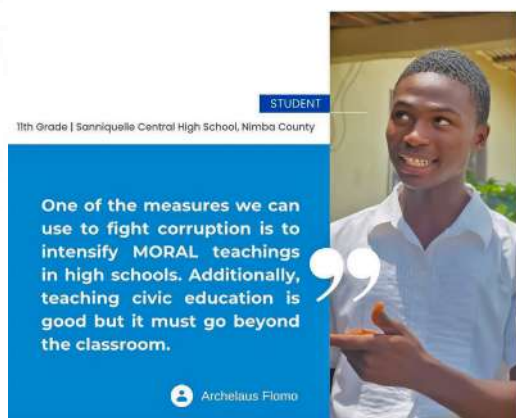 STUDENT
11th Grade | Sanniquelle Central High School, Nimba County
One of the measures we can
use to fight corruption is to
intensify MORAL teachings
in high schools. Additionally,
teaching civic education is
good but it must go beyond
the classroom.
”
Archelaus Flomo